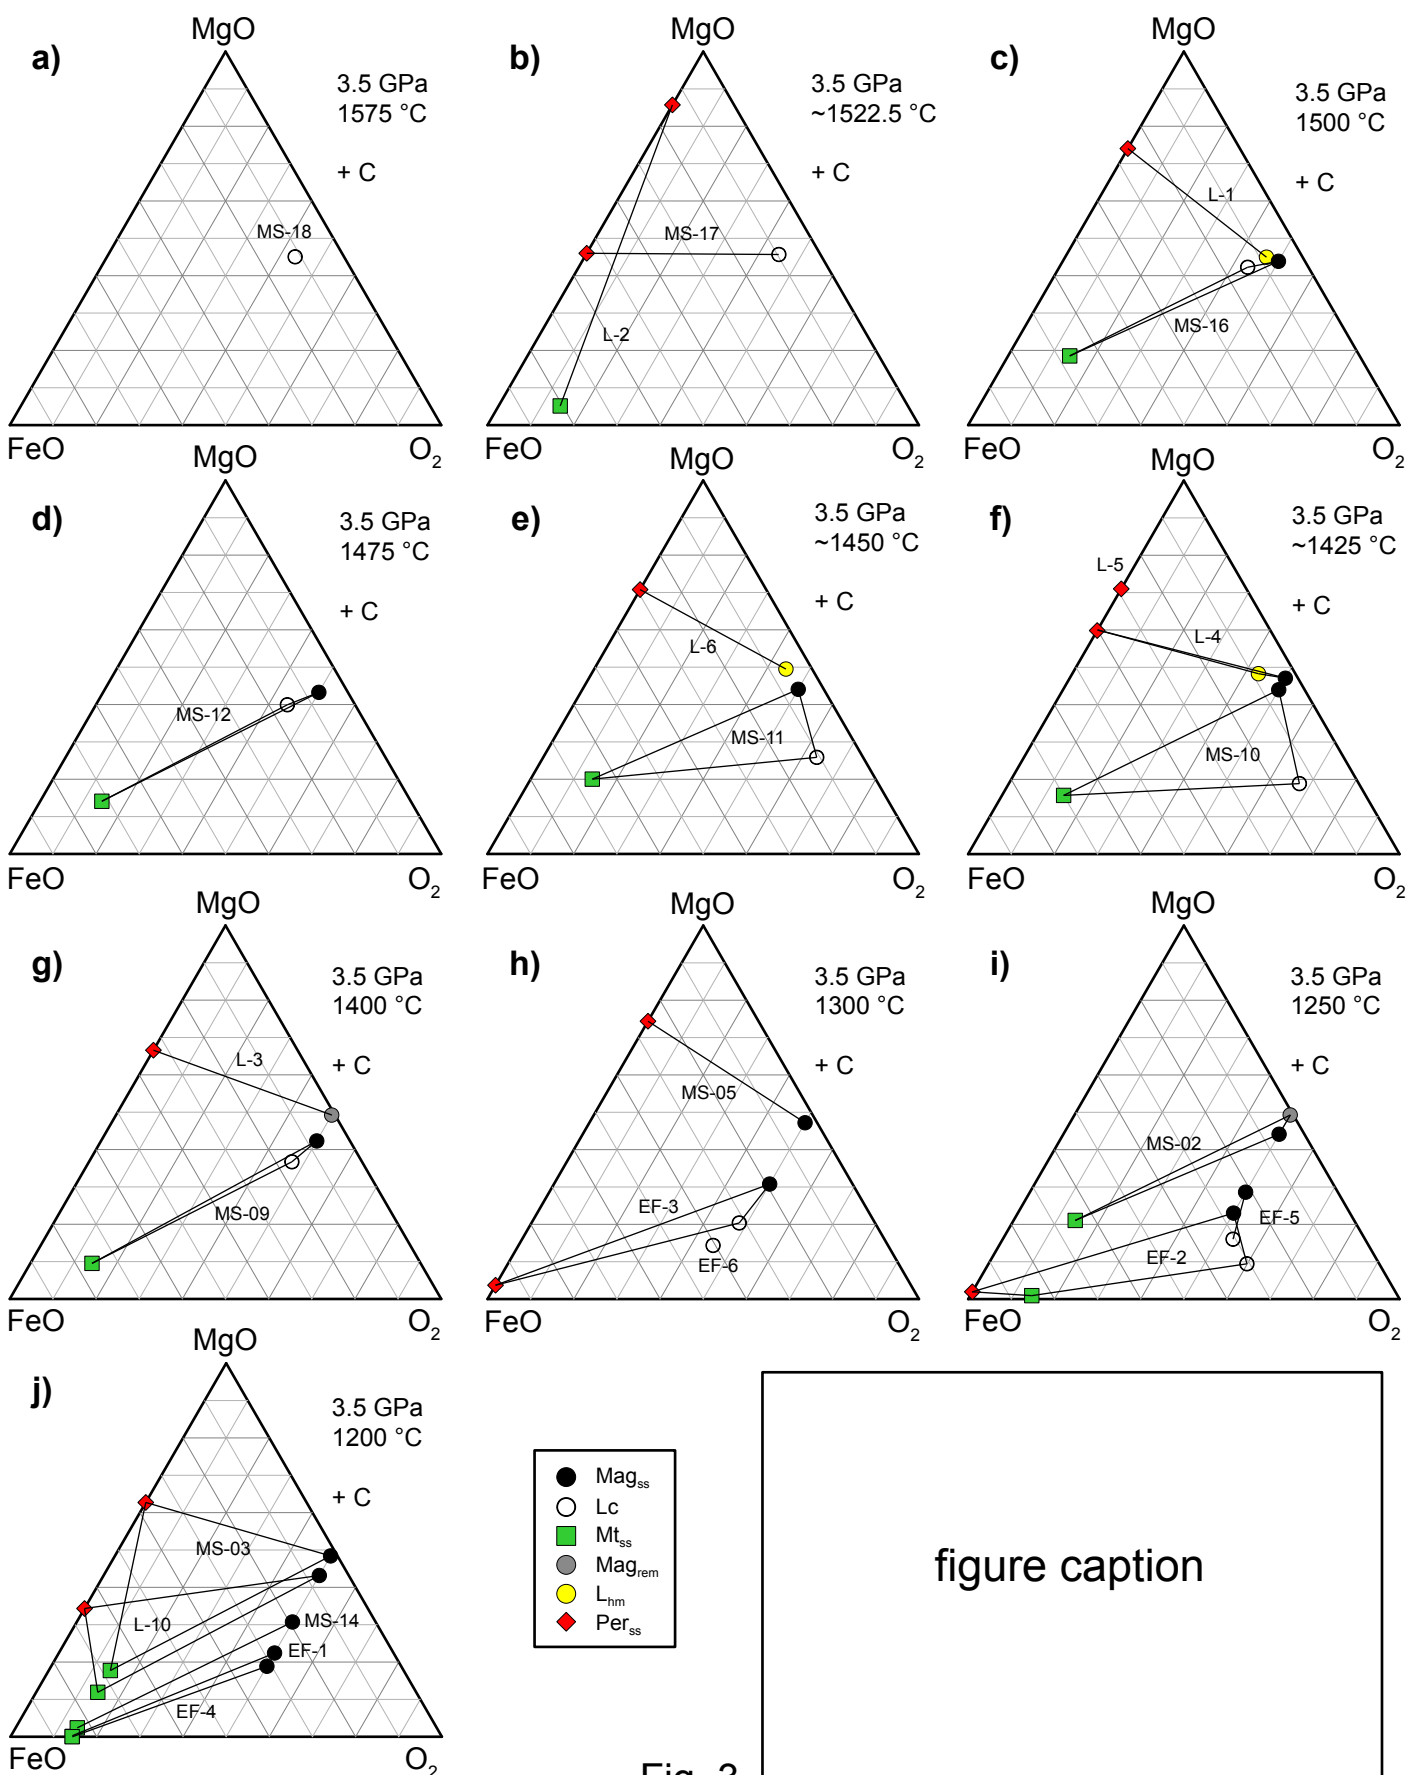 a)
MgO
3.5 GPa
1575 °C
+ C
MS-18
FeO
O2
b)
MgO
3.5 GPa
~1522.5 °C
+ C
MS-17
L-2
FeO
O2
c)
MgO
3.5 GPa
1500 °C
+ C
L-1
MS-16
FeO
O2
d)
MgO
3.5 GPa
1475 °C
+ C
MS-12
FeO
O2
e)
MgO
3.5 GPa
~1450 °C
+ C
L-6
MS-11
FeO
O2
f)
MgO
3.5 GPa
~1425 °C
+ C
L-5
L-4
MS-10
FeO
O2
g)
MgO
3.5 GPa
1400 °C
+ C
L-3
MS-09
FeO
O2
h)
MgO
3.5 GPa
1300 °C
+ C
MS-05
EF-3
EF-6
FeO
O2
i)
MgO
3.5 GPa
1250 °C
+ C
MS-02
EF-5
EF-2
FeO
O2
j)
MgO
3.5 GPa
1200 °C
+ C
MS-03
L-10
MS-14
EF-1
EF-4
FeO
O2
Magss
Lc
Mtss
Magrem
Lhm
Perss
figure caption
Fig. 3